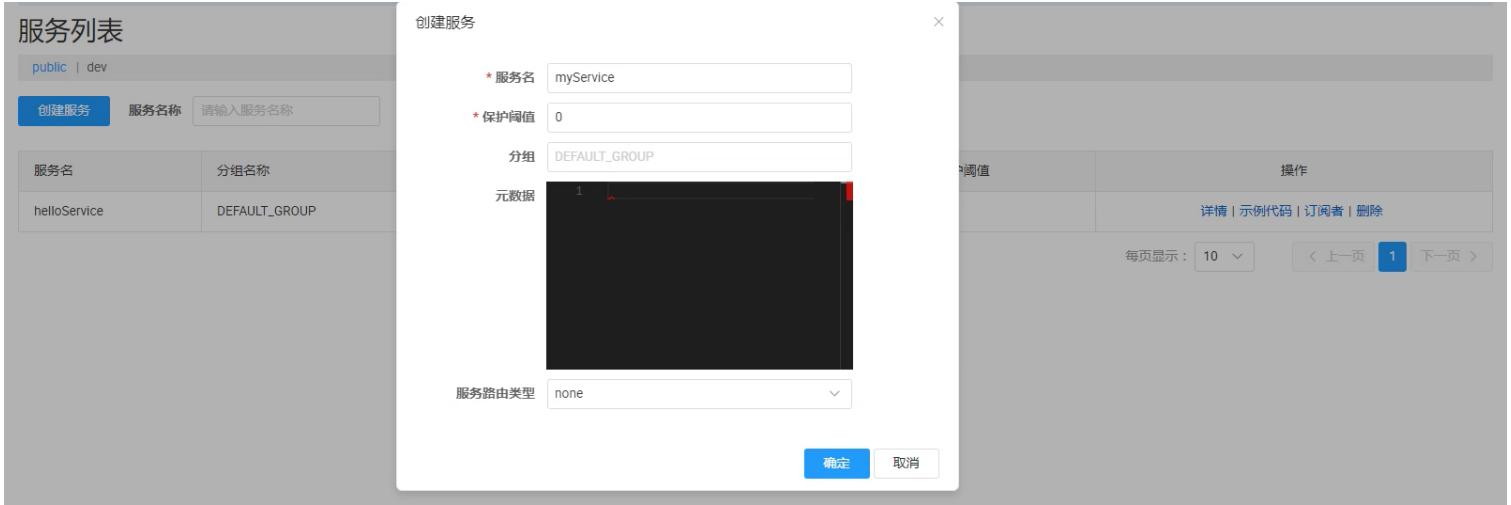 服务列表
public | dev
创建服务 服务名称 请输入服务名称
服务名 分组名称 阈值 操作
helloService DEFAULT_GROUP 详情 | 示例代码 | 订阅者 | 删除
每页显示： 10 上一页 1 下一页
创建服务
* 服务名 myService
* 保护阈值 0
分组 DEFAULT_GROUP
元数据 1
服务路由类型 none
确定 取消